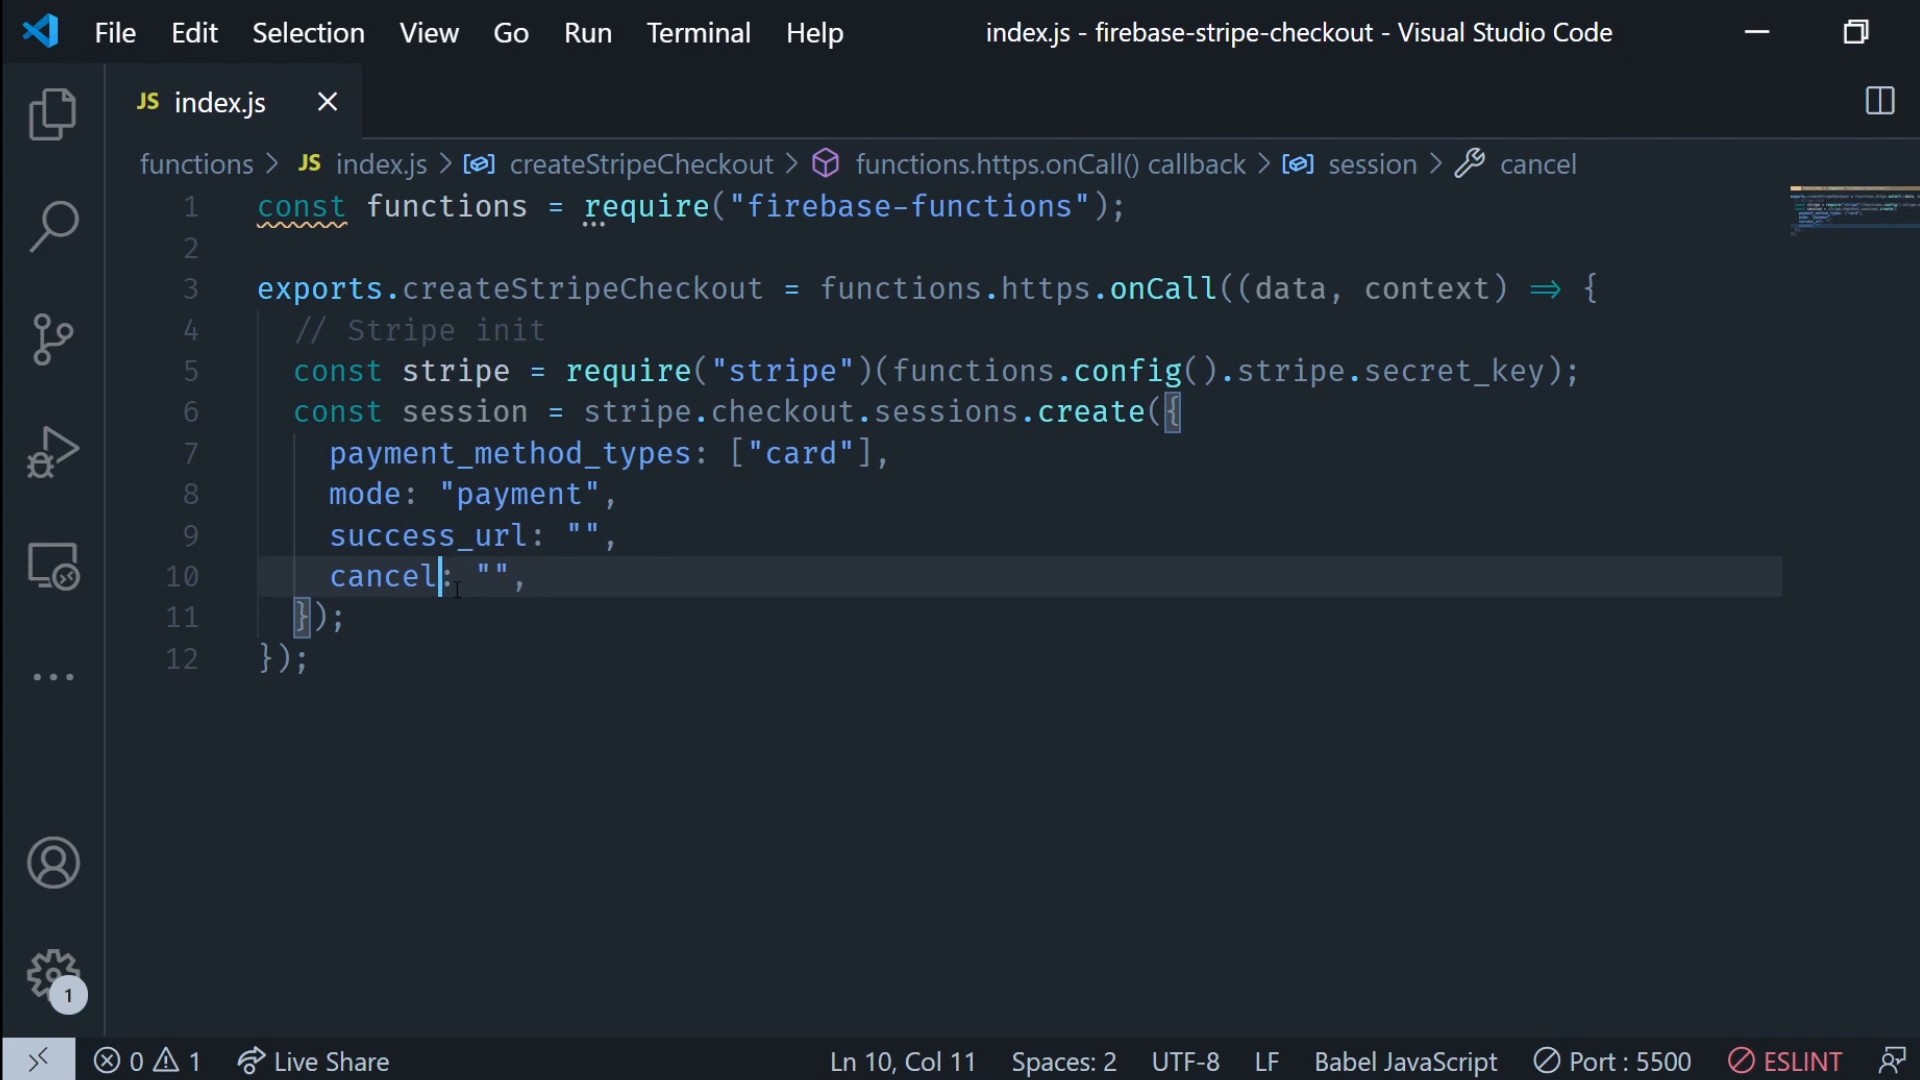 File Edit Selection View Go Run Terminal Help index.js - firebase-stripe-checkout - Visual Studio Code
JS index.js
functions > JS index.js > createStripeCheckout > functions.https.onCall() callback > session > cancel
1 const functions = require("firebase-functions");
2
3 exports.createStripeCheckout = functions.https.onCall((data, context) => {
4 // Stripe init
5 const stripe = require("stripe")(functions.config().stripe.secret_key);
6 const session = stripe.checkout.sessions.create({
7 payment_method_types: ["card"],
8 mode: "payment",
9 success_url: "",
10 cancel: "",
11 });
12 });
1
0 1 Live Share Ln 10, Col 11 Spaces: 2 UTF-8 LF Babel JavaScript Port : 5500 ESLINT